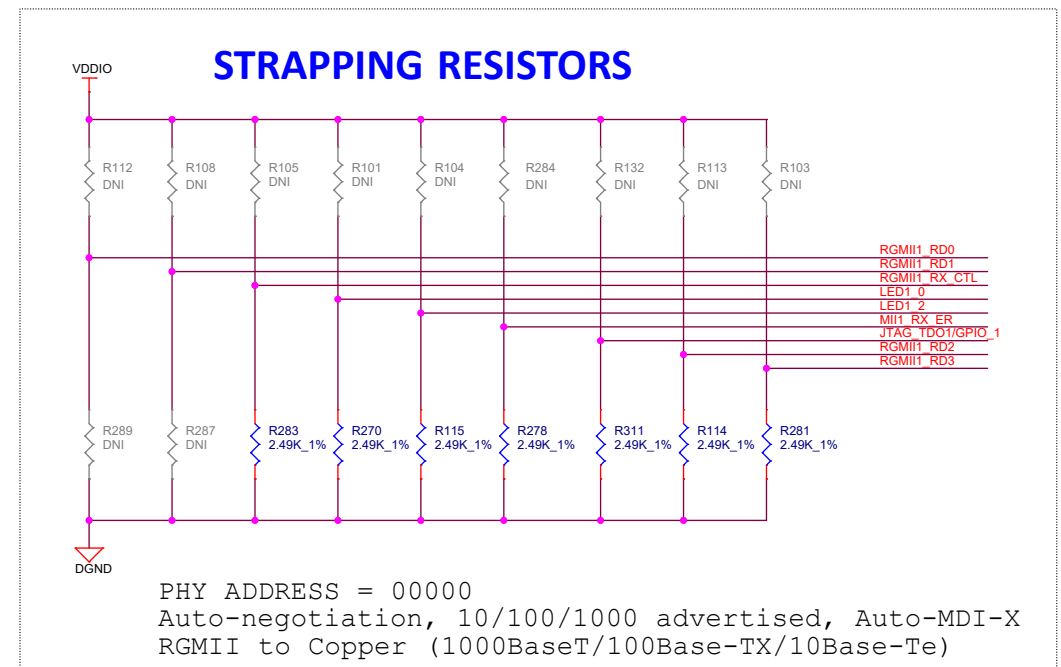 STRAPPING RESISTORS
VDDIO
R112
DNI
R108
DNI
R105
DNI
R101
DNI
R104
DNI
R284
DNI
R132
DNI
R113
DNI
R103
DNI
RGMII1_RD0
RGMII1_RD1
RGMII1_RX_CTL
LED1_0
LED1_2
MII1_RX_ER
JTAG_TDO1/GPIO_1
RGMII1_RD2
RGMII1_RD3
R289
DNI
R287
DNI
R283
2.49K_1%
R270
2.49K_1%
R115
2.49K_1%
R278
2.49K_1%
R311
2.49K_1%
R114
2.49K_1%
R281
2.49K_1%
DGND
PHY ADDRESS = 00000
Auto-negotiation, 10/100/1000 advertised, Auto-MDI-X
RGMII to Copper (1000BaseT/100Base-TX/10Base-Te)